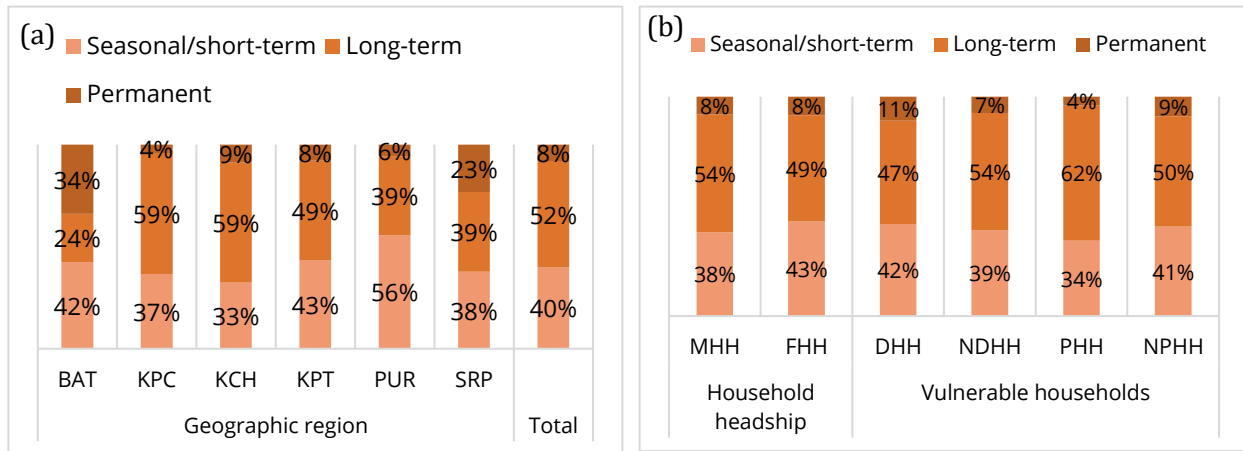 (a)
Seasonal/short-term Long-term
Permanent
34% 4% 9% 8% 6% 23% 8%
24% 59% 59% 49% 39% 39% 52%
42% 37% 33% 43% 56% 38% 40%
BAT KPC KCH KPT PUR SRP
Geographic region Total
(b)
Seasonal/short-term Long-term Permanent
8% 8% 11% 7% 4% 9%
54% 49% 47% 54% 62% 50%
38% 43% 42% 39% 34% 41%
MHH FHH DHH NDHH PHH NPHH
Household Vulnerable households
headship